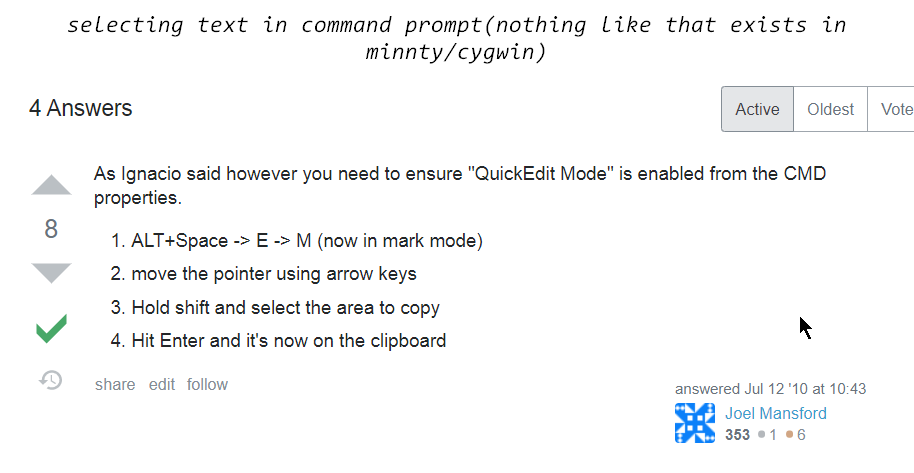 selecting text in command prompt(nothing like that exists in
minnty/cygwin)
4 Answers
Active Oldest Vote
As Ignacio said however you need to ensure "QuickEdit Mode" is enabled from the CMD
properties.
8
1. ALT+Space -> E -> M (now in mark mode)
2. move the pointer using arrow keys
3. Hold shift and select the area to copy
4. Hit Enter and it's now on the clipboard
share edit follow
answered Jul 12 '10 at 10:43
Joel Mansford
353 1 6